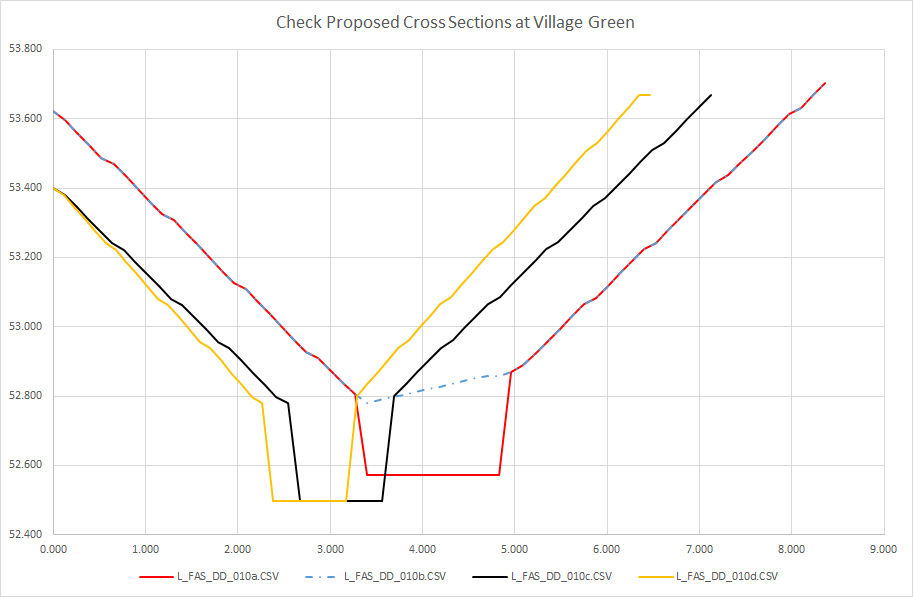 Check Proposed Cross Sections at Village Green
53.800
53.600
53.400
53.200
53.000
52.800
52.600
52.400
0.000 1.000 2.000 3.000 4.000 5.000 6.000 7.000 8.000 9.000
L_FAS_DD_010a.CSV L_FAS_DD_010b.CSV L_FAS_DD_010c.CSV L_FAS_DD_010d.CSV